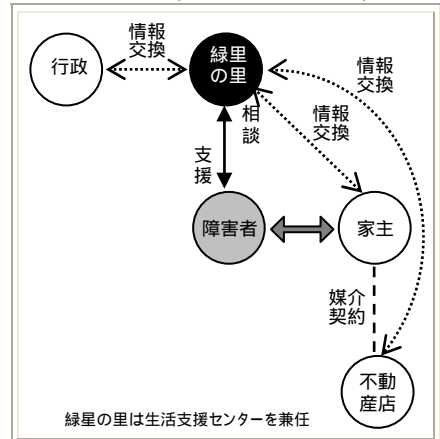 情報
交換
行政
緑里
の里
情報
交換
情報
交換
相
談
支
援
障害者
家主
媒介
契約
不動
産店
緑星の里は生活支援センターを兼任